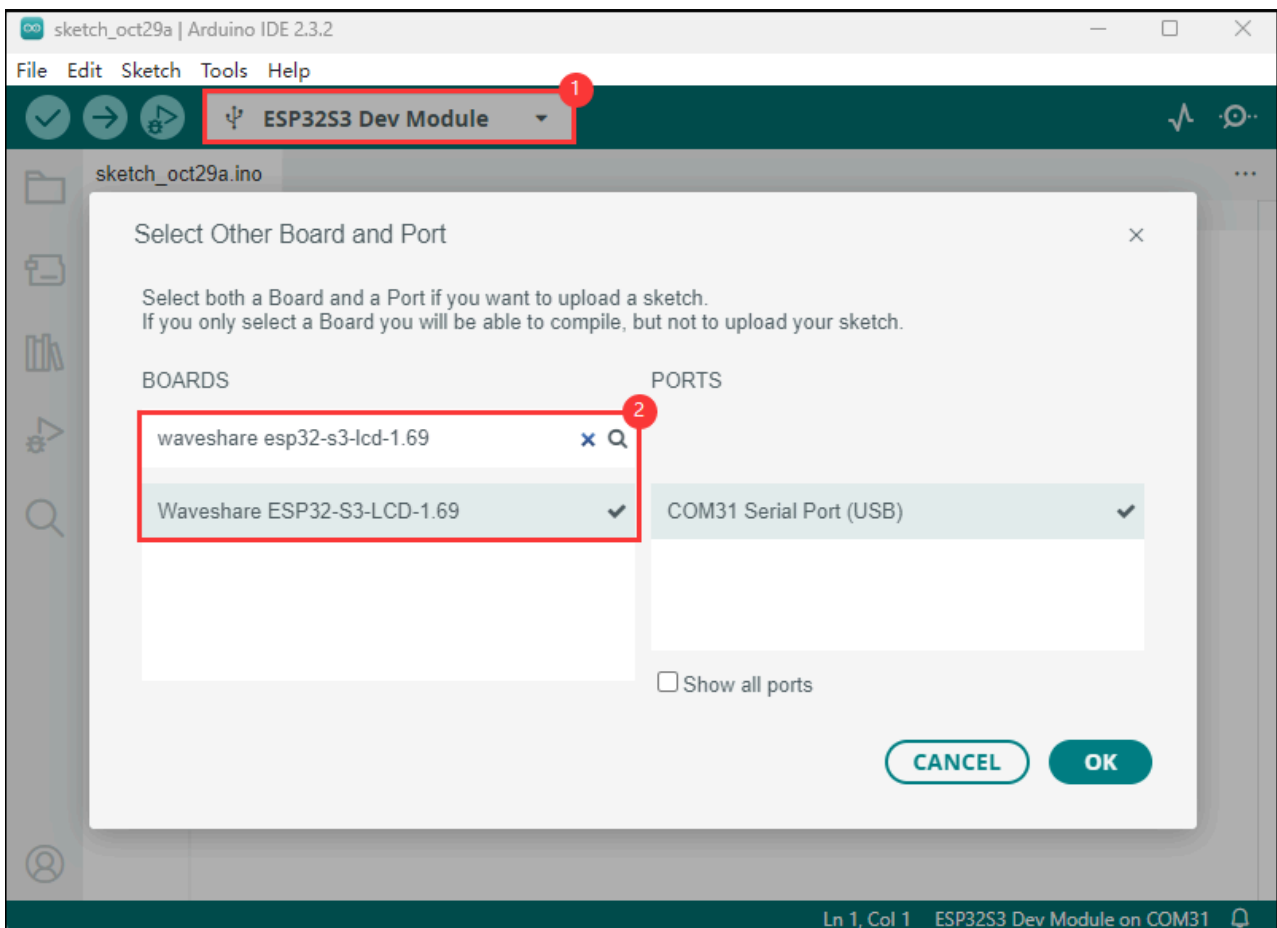 sketch_oct29a | Arduino IDE 2.3.2
File Edit Sketch Tools Help
1
ESP32S3 Dev Module
sketch_oct29a.ino
Select Other Board and Port
Select both a Board and a Port if you want to upload a sketch.
If you only select a Board you will be able to compile, but not to upload your sketch.
BOARDS
PORTS
2
waveshare esp32-s3-lcd-1.69
Waveshare ESP32-S3-LCD-1.69
COM31 Serial Port (USB)
Show all ports
CANCEL
OK
Ln 1, Col 1 ESP32S3 Dev Module on COM31